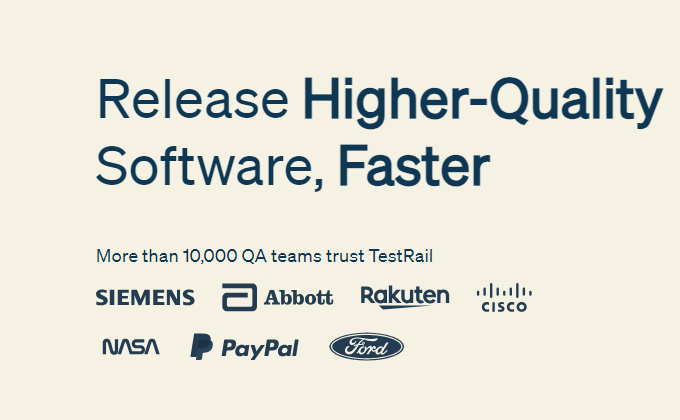 Release Higher-Quality
Software, Faster
More than 10,000 QA teams trust TestRail
SIEMENS Abbott Rakuten CISCO
NASA PayPal Ford